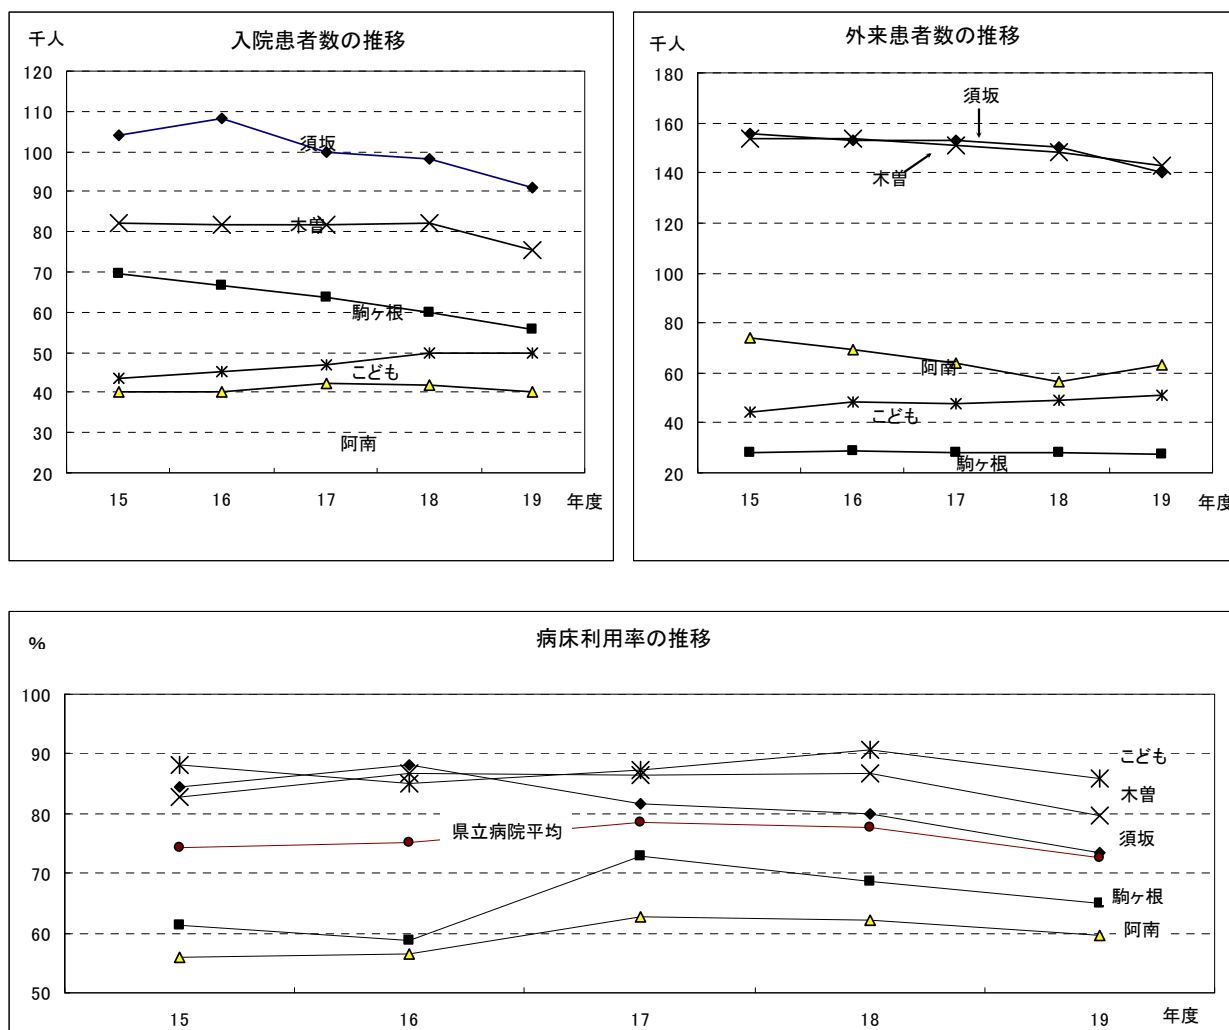 入院患者数の推移
千人
120
110
100
90
80
70
60
50
40
30
20
須坂
木曽
駒ヶ根
こども
阿南
15 16 17 18 19 年度
外来患者数の推移
千人
180
160
140
120
100
80
60
40
20
須坂
木曽
阿南
こども
駒ヶ根
15 16 17 18 19 年度
病床利用率の推移
%
100
90
80
70
60
50
県立病院平均
こども
木曽
須坂
駒ヶ根
阿南
15 16 17 18 19 年度